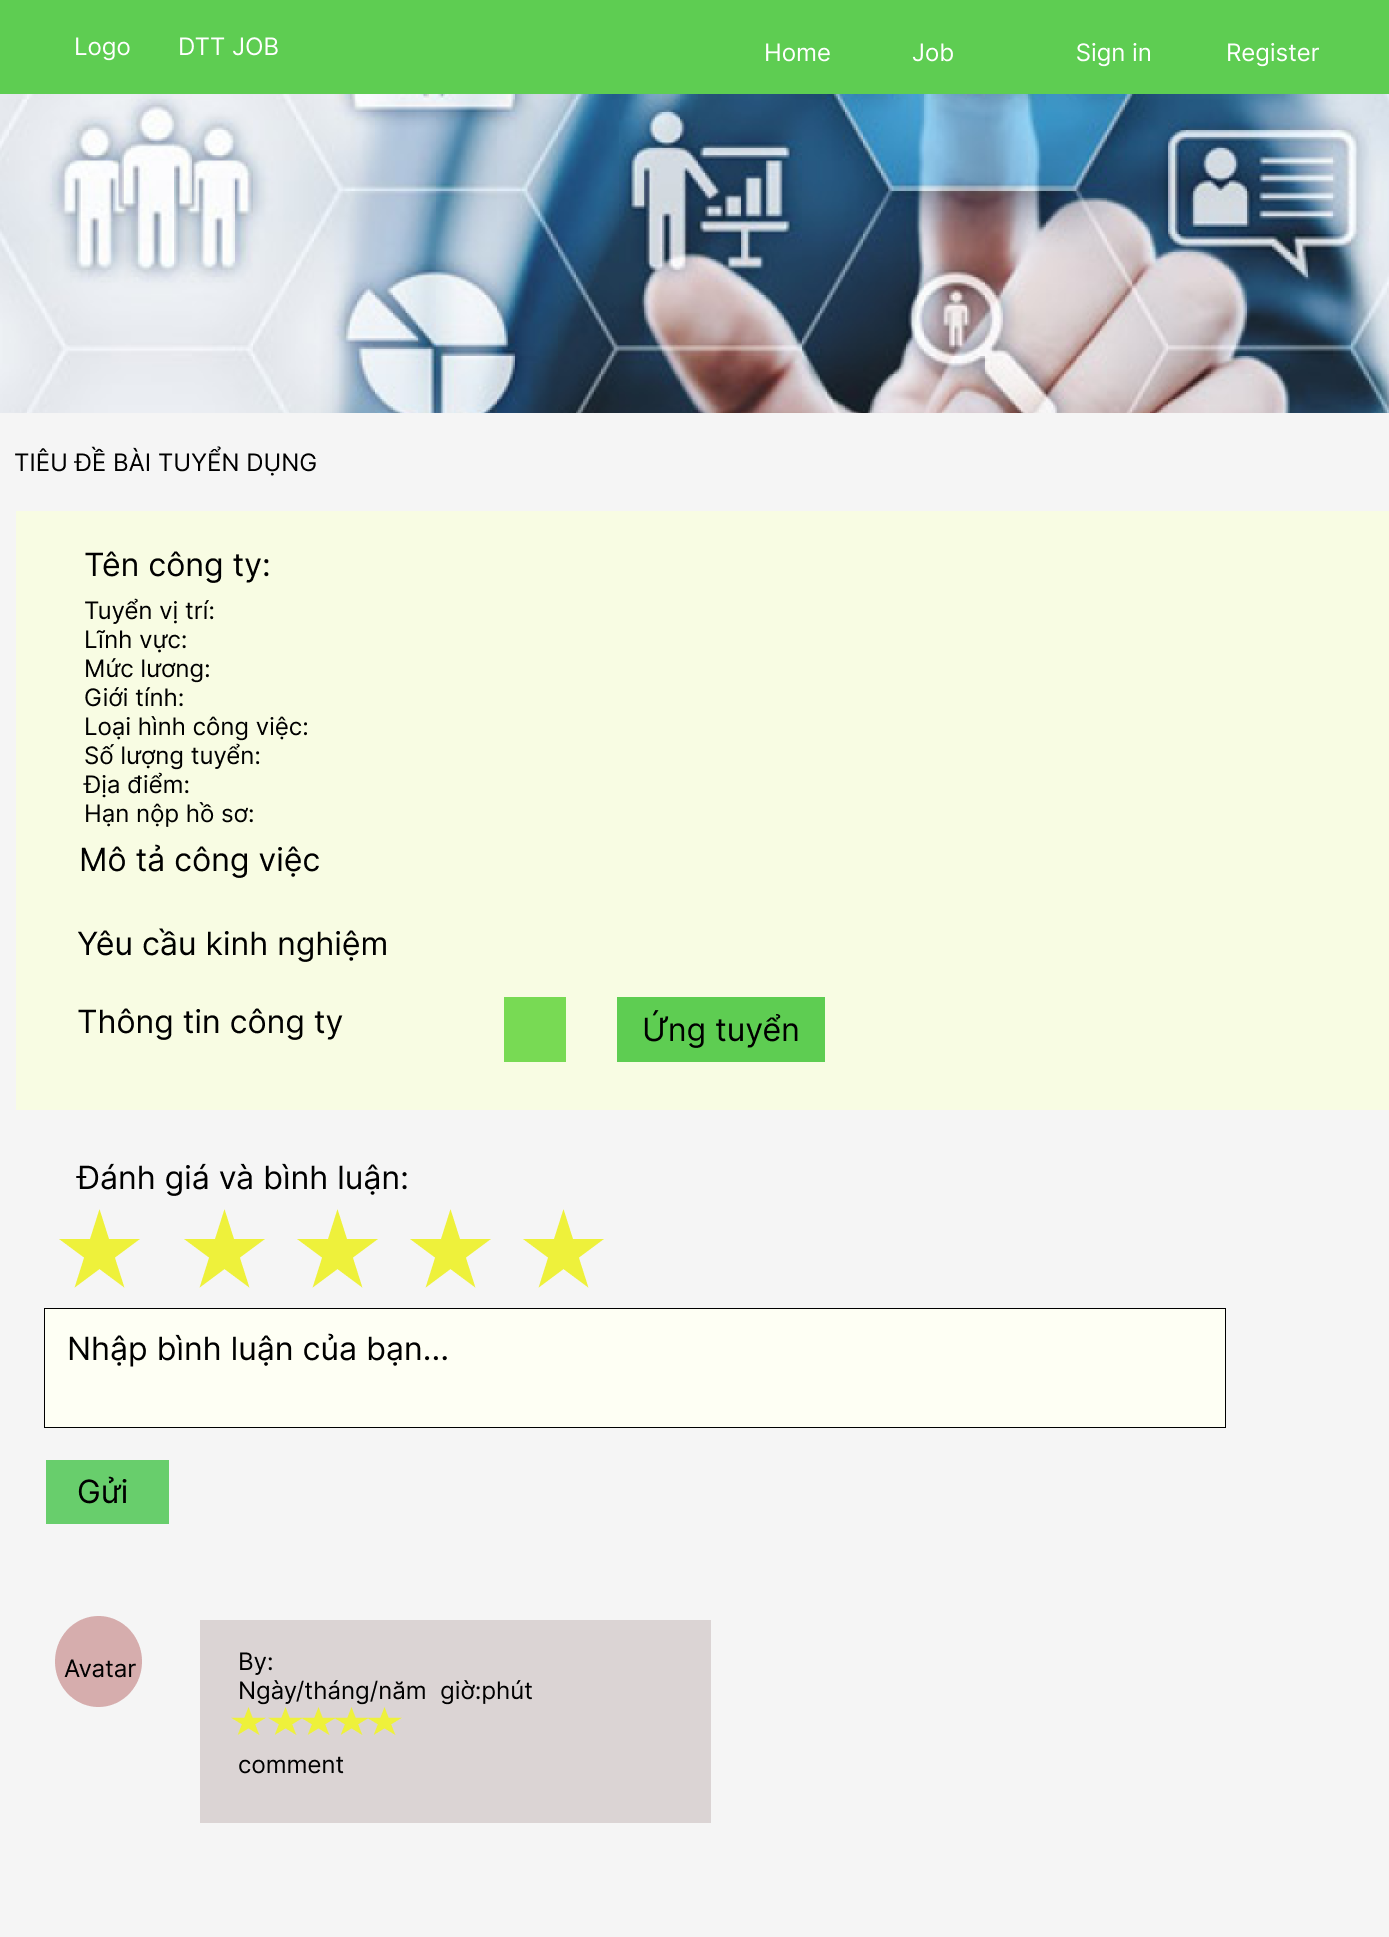 Logo DTT JOB Home Job Sign in Register
TIÊU ĐỀ BÀI TUYỂN DỤNG
Tên công ty:
Tuyển vị trí:
Lĩnh vực:
Mức lương:
Giới tính:
Loại hình công việc:
Số lượng tuyển:
Địa điểm:
Hạn nộp hồ sơ:
Mô tả công việc
Yêu cầu kinh nghiệm
Thông tin công ty
Ứng tuyển
Đánh giá và bình luận:
Nhập bình luận của bạn...
Gửi
Avatar
By:
Ngày/tháng/năm giờ:phút
comment